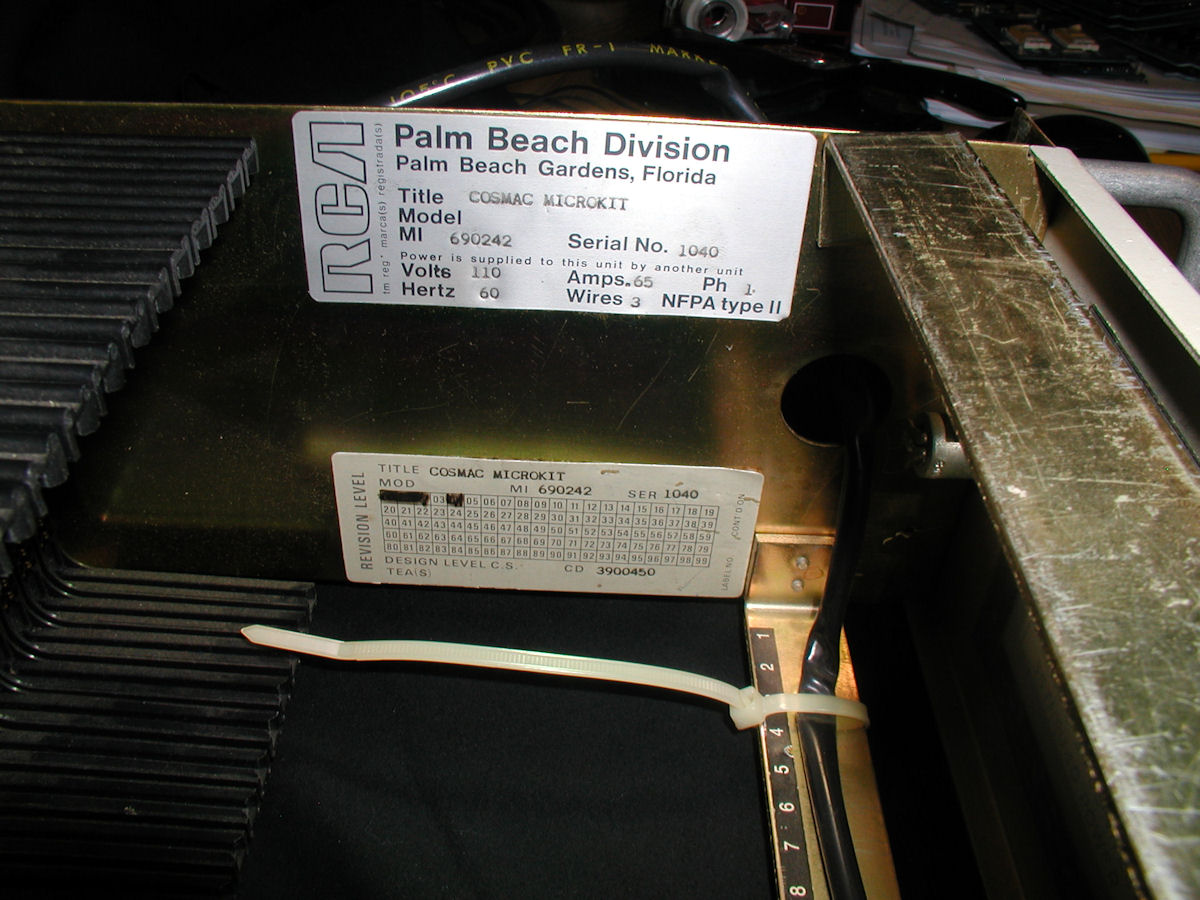 105°C PVC FR-1 MARK
RCA
tm reg® marca(s) registrada(s)
Palm Beach Division
Palm Beach Gardens, Florida
Title COSMAC MICROKIT
Model
MI 690242 Serial No. 1040
Power is supplied to this unit by another unit
Volts 110 Amps .65 Ph 1
Hertz 60 Wires 3 NFPA type II
REVISION LEVEL
TITLE COSMAC MICROKIT
MOD MI 690242 SER 1040
03 05 06 07 08 09 10 11 12 13 14 15 16 17 18 19
20 21 22 23 24 25 26 27 28 29 30 31 32 33 34 35 36 37 38 39
40 41 42 43 44 45 46 47 48 49 50 51 52 53 54 55 56 57 58 59
60 61 62 63 64 65 66 67 68 69 70 71 72 73 74 75 76 77 78 79
80 81 82 83 84 85 86 87 88 89 90 91 92 93 94 95 96 97 98 99
DESIGN LEVEL C.S. CD 3900450
TEA(S)
LABEL NO. CONT'D ON
1
2
4
5
6
7
8